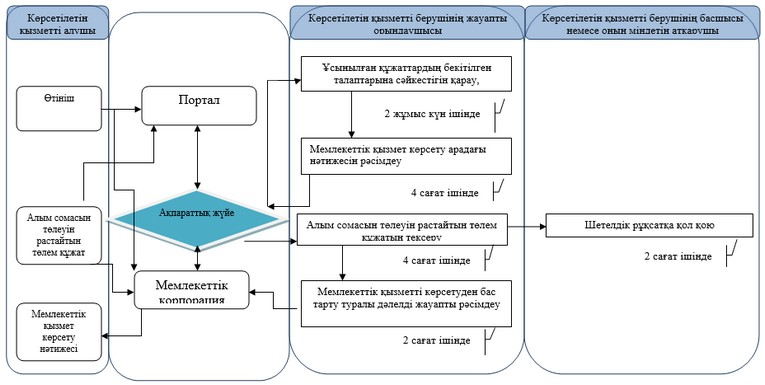 Көрсетілетін
қызметті алушы
Көрсетілетін қызметті берушінің жауапты
орындаушысы
Көрсетілетін қызметті берушінің басшысы
немесе оның міндетін атқарушы
Өтініш
Портал
Ұсынылған құжаттардың бекітілген
талаптарына сәйкестігін қарау,
2 жұмыс күн ішінде
Мемлекеттік қызмет көрсету арадағы
нәтижесін рәсімдеу
4 сағат ішінде
Алым сомасын
төлеуін
растайтын
төлем құжат
Ақпараттық жүйе
Алым сомасын төлеуін растайтын төлем
құжатын тексеру
4 сағат ішінде
Шетелдік рұқсатқа қол қою
2 сағат ішінде
Мемлекеттік
корпорация
Мемлекеттік қызметті көрсетуден бас
тарту туралы дәлелді жауапты рәсімдеу
2 сағат ішінде
Мемлекеттік
қызмет
көрсету
нәтижесі